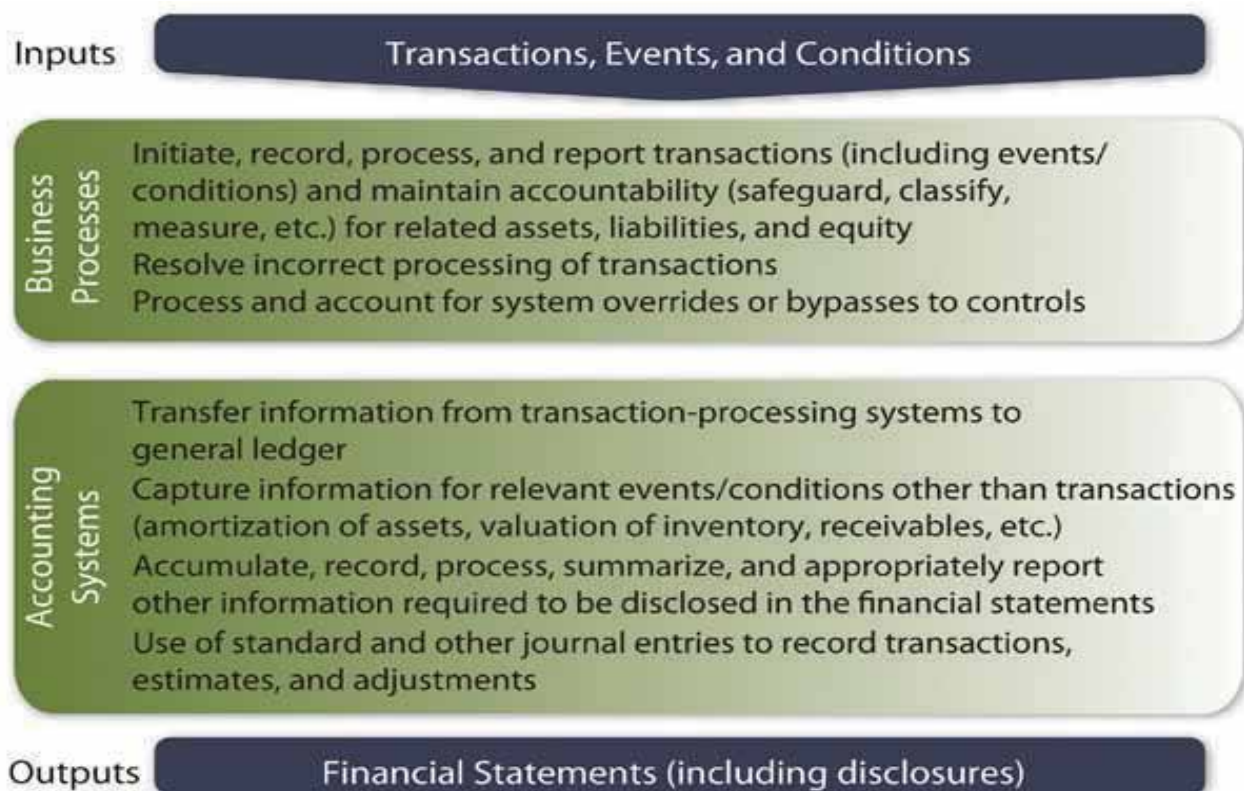 Inputs
Transactions, Events, and Conditions
Business
Processes
Initiate, record, process, and report transactions (including events/
conditions) and maintain accountability (safeguard, classify,
measure, etc.) for related assets, liabilities, and equity
Resolve incorrect processing of transactions
Process and account for system overrides or bypasses to controls
Accounting
Systems
Transfer information from transaction-processing systems to
general ledger
Capture information for relevant events/conditions other than transactions
(amortization of assets, valuation of inventory, receivables, etc.)
Accumulate, record, process, summarize, and appropriately report
other information required to be disclosed in the financial statements
Use of standard and other journal entries to record transactions,
estimates, and adjustments
Outputs
Financial Statements (including disclosures)